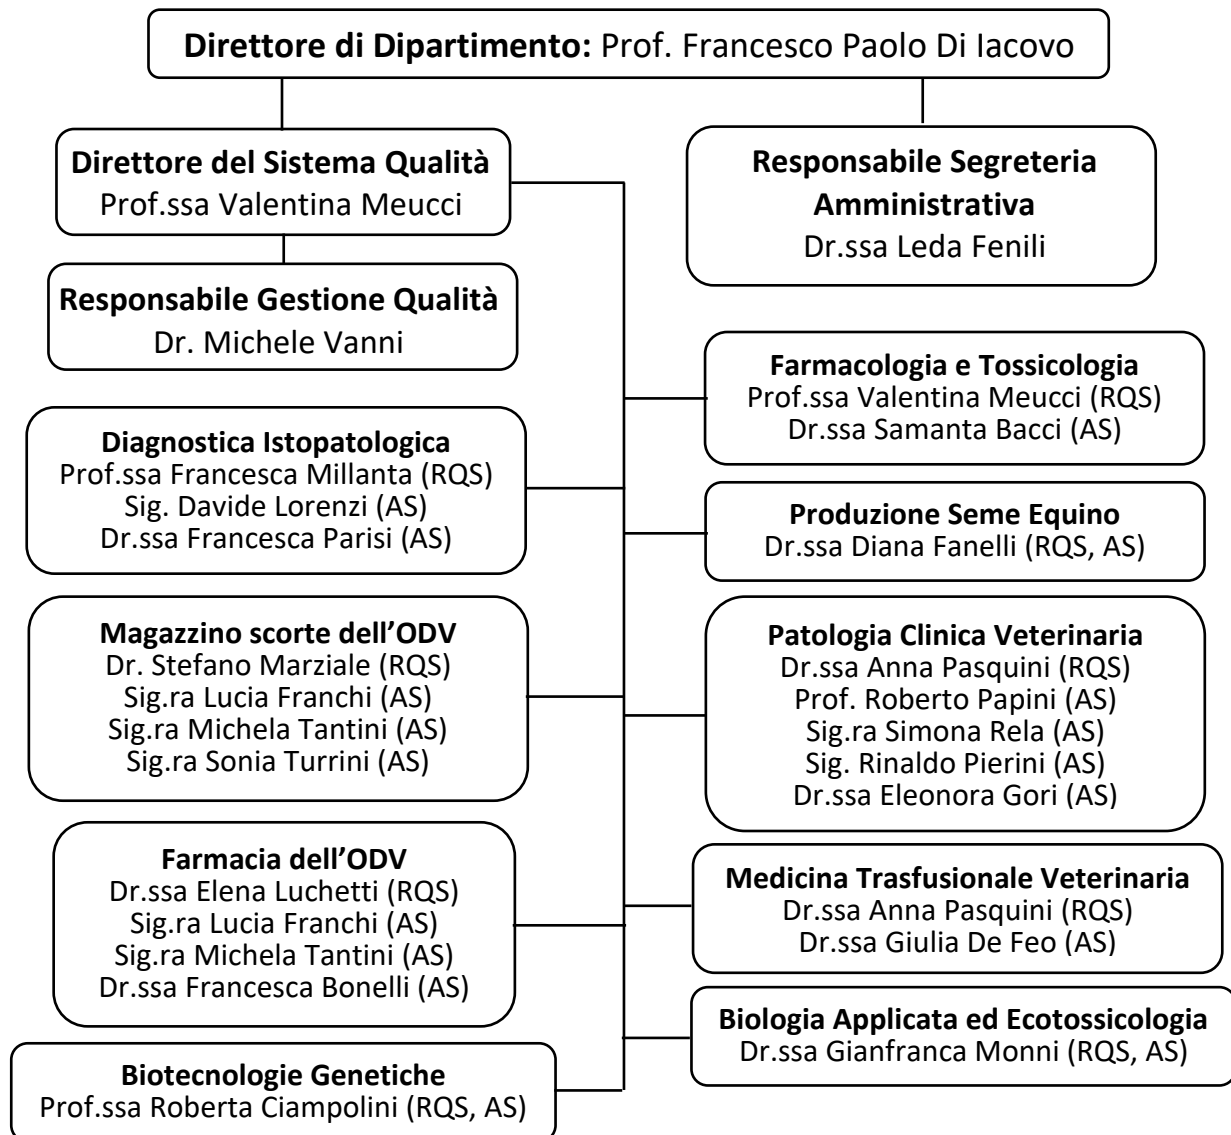 Direttore di Dipartimento: Prof. Francesco Paolo Di Iacovo
Direttore del Sistema Qualità
Prof.ssa Valentina Meucci
Responsabile Segreteria
Amministrativa
Dr.ssa Leda Fenili
Responsabile Gestione Qualità
Dr. Michele Vanni
Farmacologia e Tossicologia
Prof.ssa Valentina Meucci (RQS)
Dr.ssa Samanta Bacci (AS)
Diagnostica Istopatologica
Prof.ssa Francesca Millanta (RQS)
Sig. Davide Lorenzi (AS)
Dr.ssa Francesca Parisi (AS)
Produzione Seme Equino
Dr.ssa Diana Fanelli (RQS, AS)
Magazzino scorte dell’ODV
Dr. Stefano Marziale (RQS)
Sig.ra Lucia Franchi (AS)
Sig.ra Michela Tantini (AS)
Sig.ra Sonia Turrini (AS)
Patologia Clinica Veterinaria
Dr.ssa Anna Pasquini (RQS)
Prof. Roberto Papini (AS)
Sig.ra Simona Rela (AS)
Sig. Rinaldo Pierini (AS)
Dr.ssa Eleonora Gori (AS)
Farmacia dell’ODV
Dr.ssa Elena Luchetti (RQS)
Sig.ra Lucia Franchi (AS)
Sig.ra Michela Tantini (AS)
Dr.ssa Francesca Bonelli (AS)
Medicina Trasfusionale Veterinaria
Dr.ssa Anna Pasquini (RQS)
Dr.ssa Giulia De Feo (AS)
Biologia Applicata ed Ecotossicologia
Dr.ssa Gianfranca Monni (RQS, AS)
Biotecnologie Genetiche
Prof.ssa Roberta Ciampolini (RQS, AS)